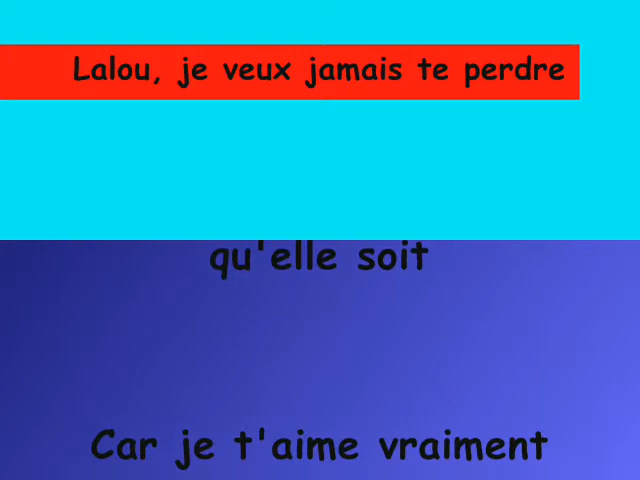 Lalou, je veux jamais te perdre
qu'elle soit
Car je t'aime vraiment